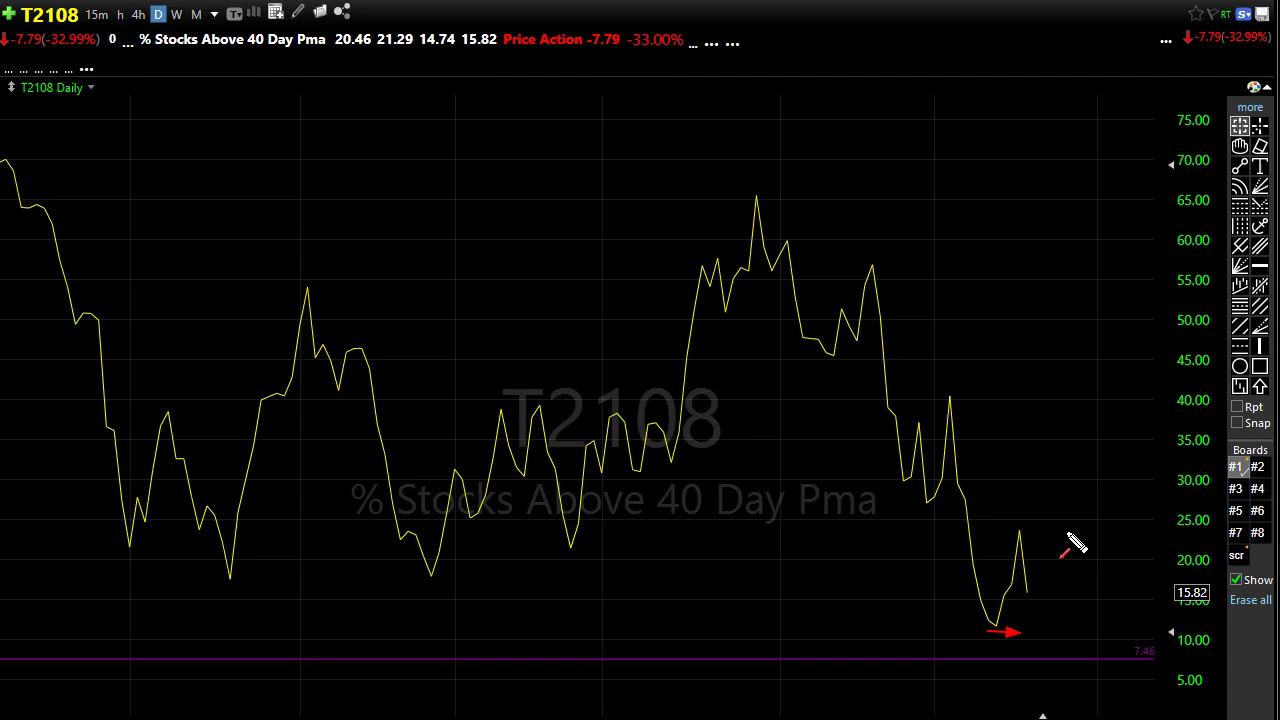 T2108 15m h 4h D W M T RT S
-7.79(-32.99%) 0 ... % Stocks Above 40 Day Pma 20.46 21.29 14.74 15.82 Price Action -7.79 -33.00% ... ... ... ... -7.79(-32.99%)
... ... ... ... ... ...
T2108 Daily
more
75.00
70.00
65.00
60.00
55.00
50.00
45.00
40.00
35.00
30.00
25.00
20.00
15.82
15.00
10.00
5.00
7.46
T2108
% Stocks Above 40 Day Pma
T
Rpt
Snap
Boards
#1 #2
#3 #4
#5 #6
#7 #8
scr
Show
Erase all